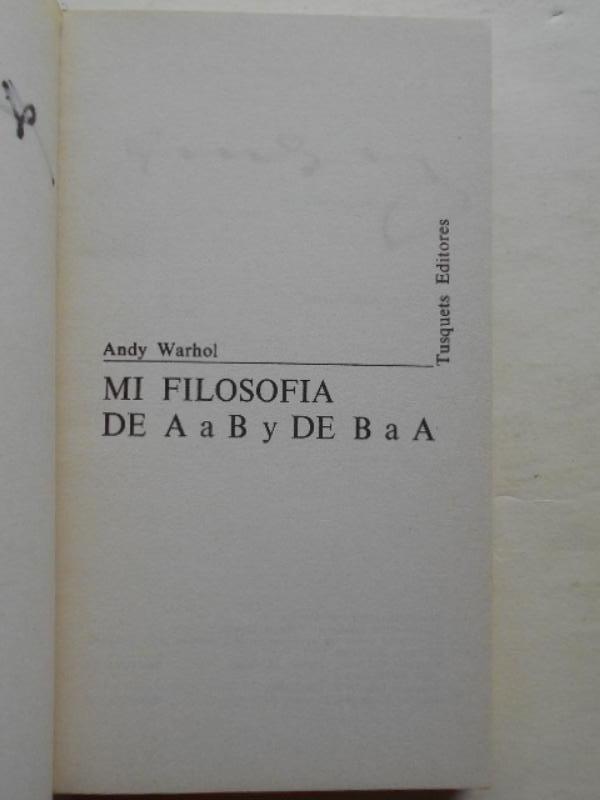 Andy Warhol
MI FILOSOFIA
DE A a B y DE B a A
Tusquets Editores